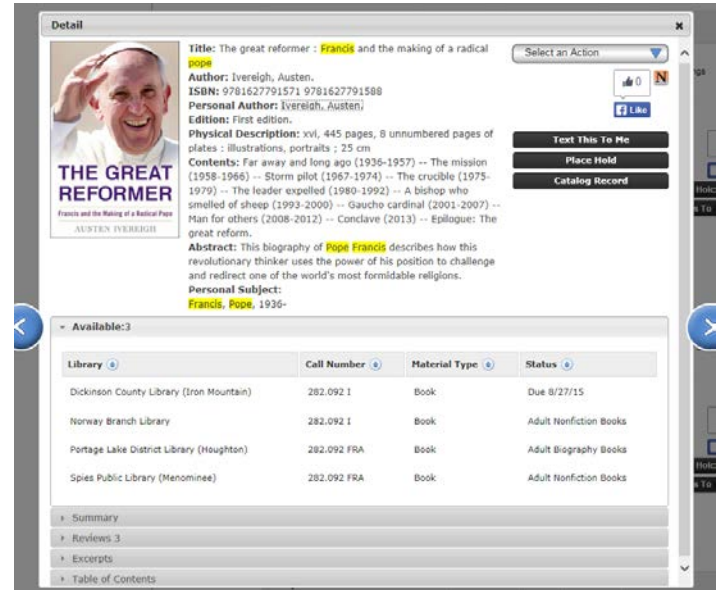 Detail
Title: The great reformer : Francis and the making of a radical
pope
Author: Ivereigh, Austen.
ISBN: 9781627791571 9781627791588
Personal Author: Ivereigh, Austen,
Edition: First edition.
Physical Description: xvi, 445 pages, 8 unnumbered pages of
plates : illustrations, portraits ; 25 cm
Contents: Far away and long ago (1936-1957) -- The mission
(1958-1966) -- Storm pilot (1967-1974) -- The crucible (1975-
1979) -- The leader expelled (1980-1992) -- A bishop who
smelled of sheep (1993-2000) -- Gaucho cardinal (2001-2007) --
Man for others (2008-2012) -- Conclave (2013) -- Epilogue: The
great reform.
Abstract: This biography of Pope Francis describes how this
revolutionary thinker uses the power of his position to challenge
and redirect one of the world's most formidable religions.
Personal Subject:
Francis, Pope, 1936-
THE GREAT
REFORMER
Francis and the Making of a Radical Pope
AUSTEN IVEREIGH
Select an Action
0
N
Like
Text This To Me
Place Hold
Catalog Record
Available:3
Library Call Number Material Type Status
Dickinson County Library (Iron Mountain) 282.092 I Book Due 8/27/15
Norway Branch Library 282.092 I Book Adult Nonfiction Books
Portage Lake District Library (Houghton) 282.092 FRA Book Adult Biography Books
Spies Public Library (Menominee) 282.092 FRA Book Adult Nonfiction Books
Summary
Reviews 3
Excerpts
Table of Contents